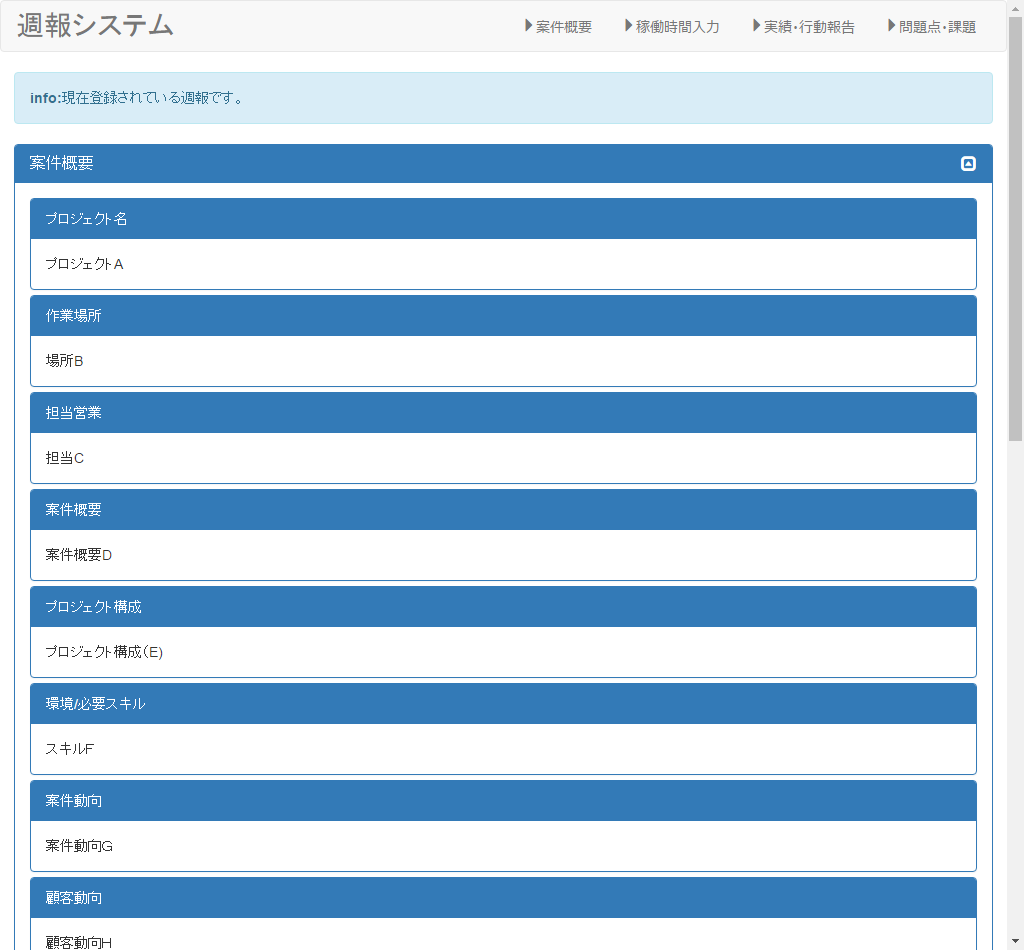 週報システム
案件概要
稼働時間入力
実績・行動報告
問題点・課題
info:現在登録されている週報です。
案件概要
プロジェクト名
プロジェクトA
作業場所
場所B
担当営業
担当C
案件概要
案件概要D
プロジェクト構成
プロジェクト構成(E)
環境/必要スキル
スキルF
案件動向
案件動向G
顧客動向
顧客動向H